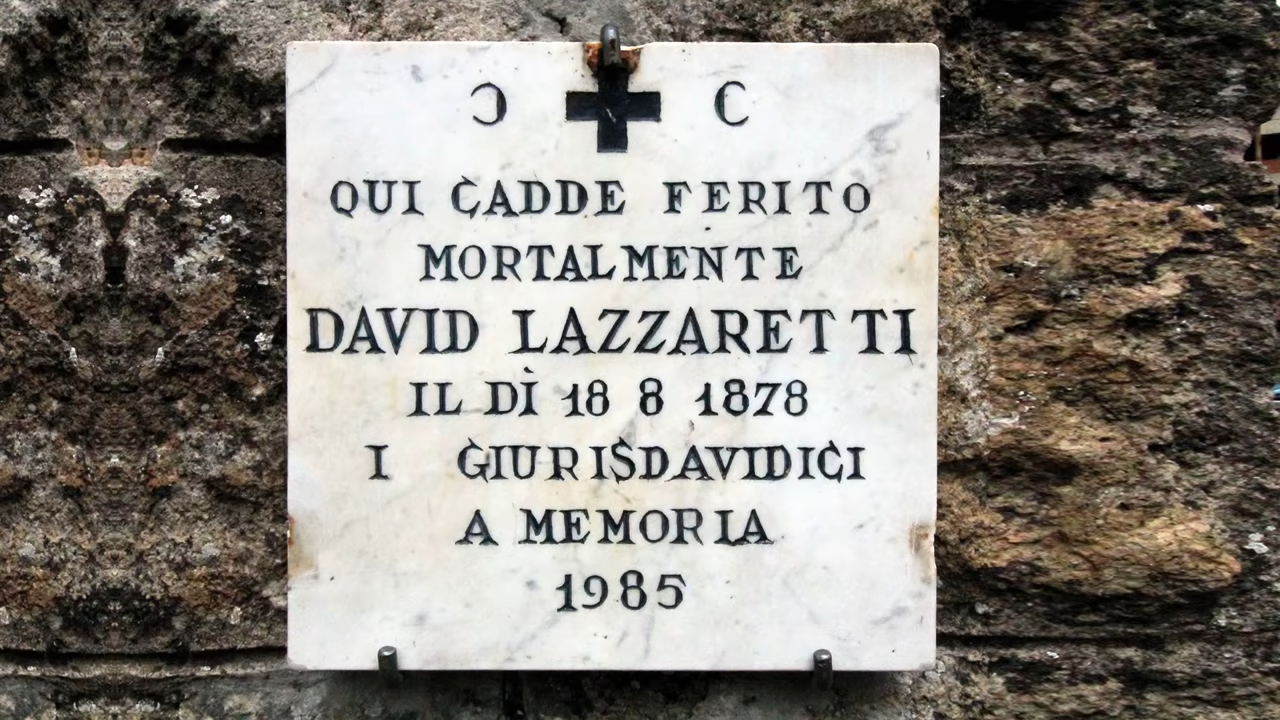 Ɔ ✚ C
QUI CADDE FERITO
MORTALMENTE
DAVID LAZZARETTI
IL DÌ 18 8 1878
I GIURISDAVIDICI
A MEMORIA
1985